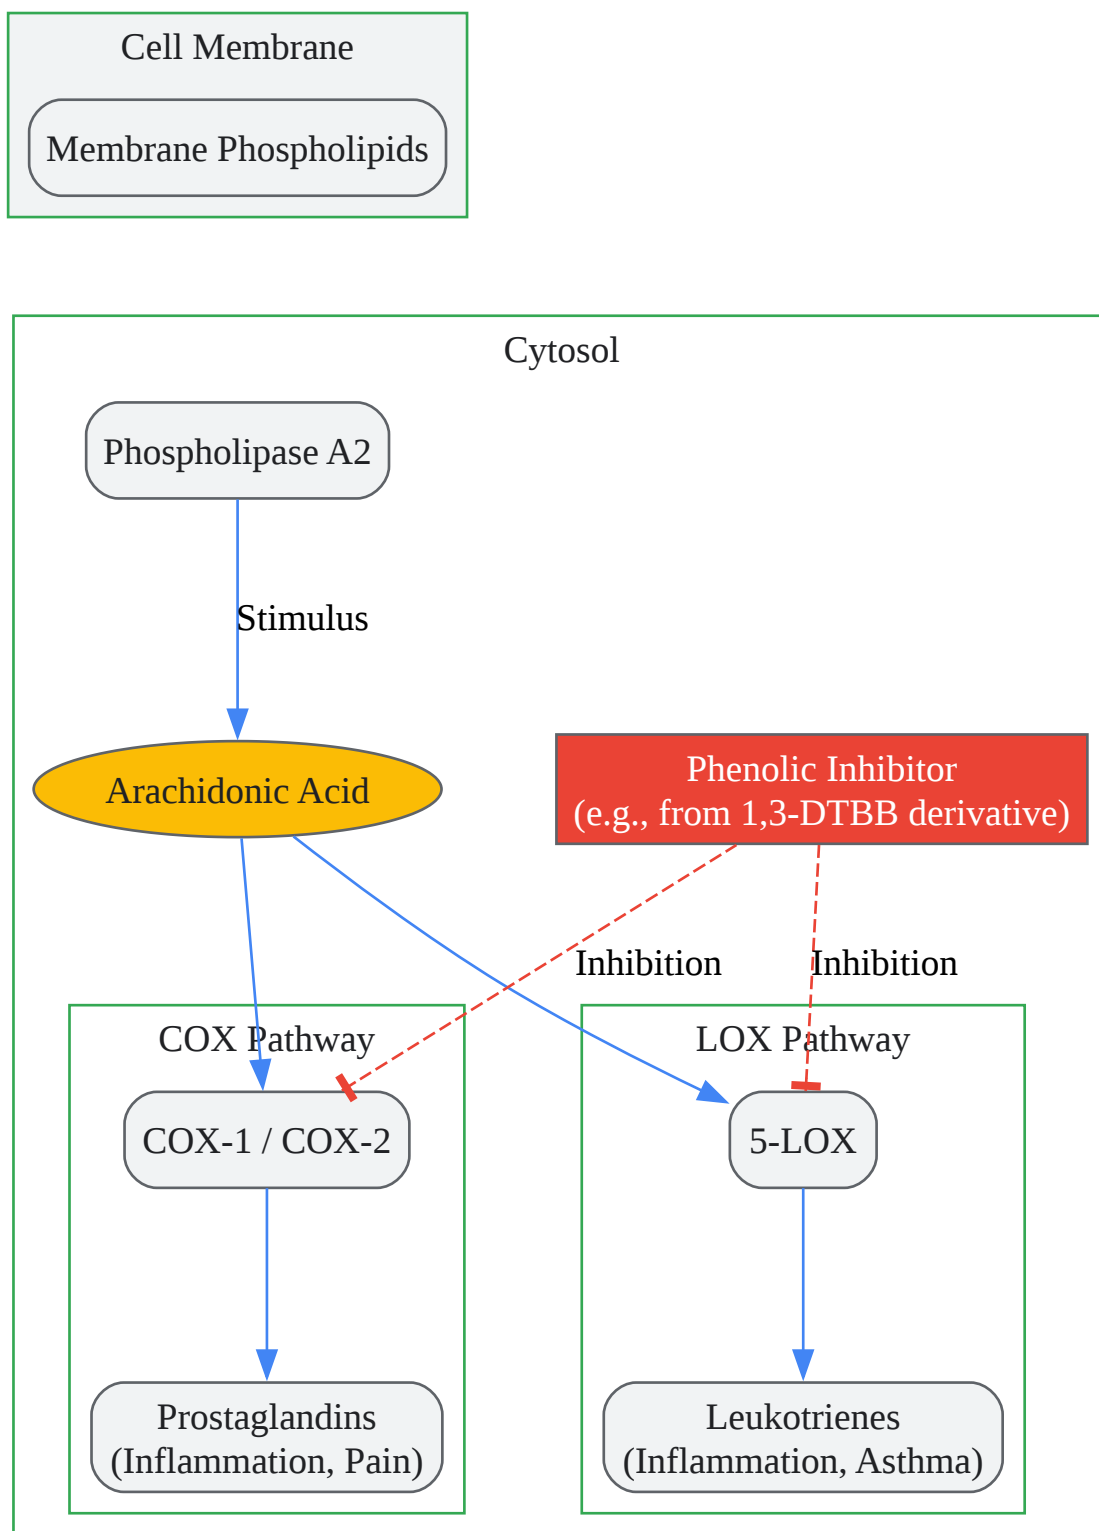 Cell Membrane
Membrane Phospholipids
Cytosol
Phospholipase A2
Stimulus
Arachidonic Acid
Phenolic Inhibitor
(e.g., from 1,3-DTBB derivative)
Inhibition
Inhibition
COX Pathway
LOX Pathway
COX-1 / COX-2
5-LOX
Prostaglandins
(Inflammation, Pain)
Leukotrienes
(Inflammation, Asthma)